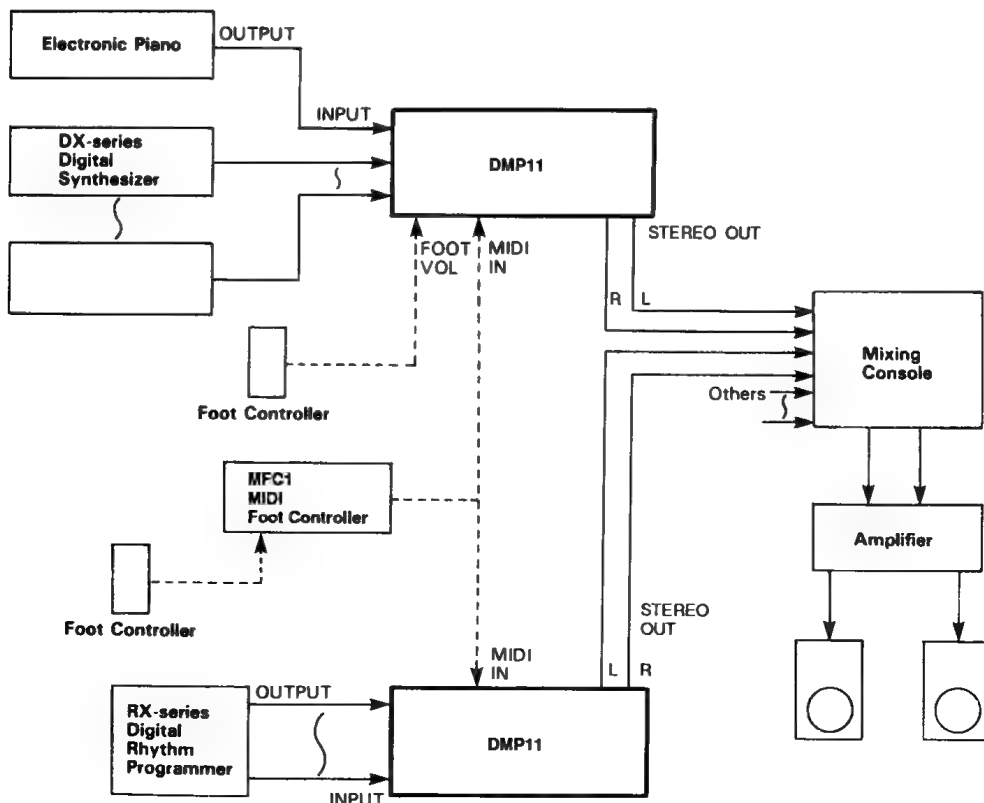 Electronic Piano
OUTPUT
INPUT
DX-series
Digital
Synthesizer
DMP11
FOOT
VOL
MIDI
IN
STEREO OUT
R L
Mixing
Console
Others
Foot Controller
MFC1
MIDI
Foot Controller
Amplifier
Foot Controller
STEREO
OUT
MIDI
IN
L R
OUTPUT
RX-series
Digital
Rhythm
Programmer
DMP11
INPUT